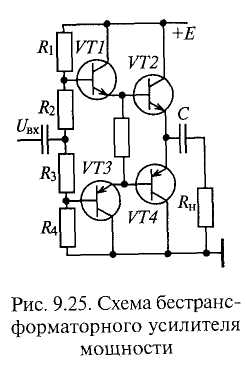 R1
VT1
VT2
+E
R2
Uвх
C
R3
VT3
R4
VT4
Rн
Рис. 9.25. Схема бестранс-
форматорного усилителя
мощности